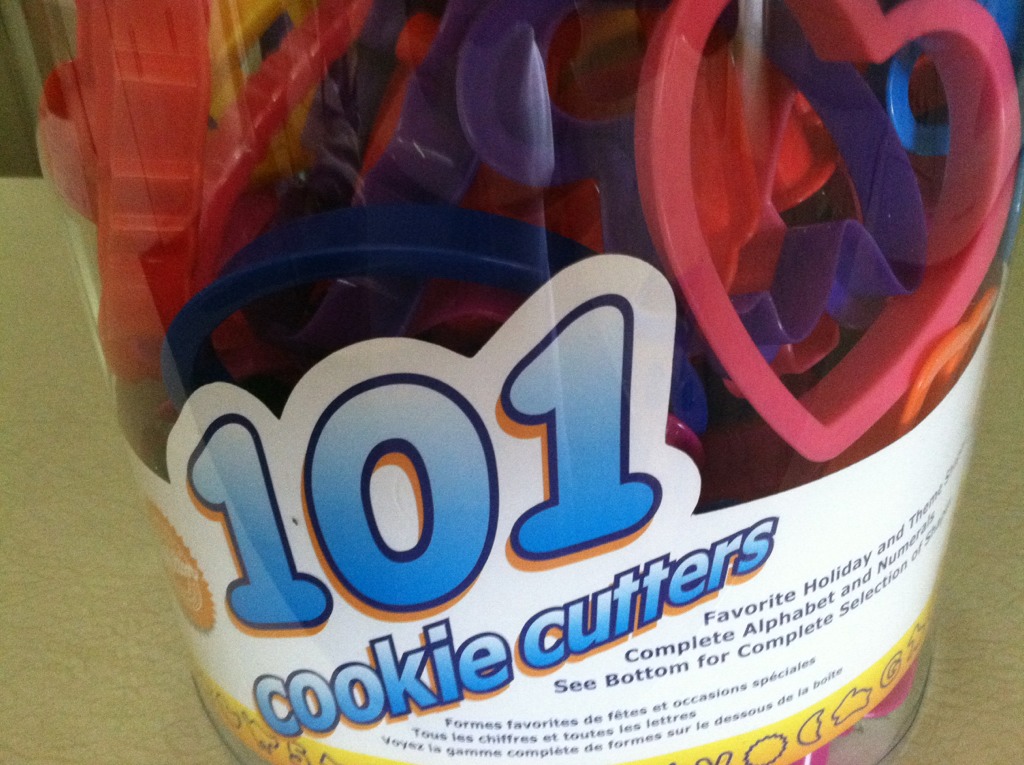 101
cookie cutters
Favorite Holiday and Theme
Complete Alphabet and Numerals
See Bottom for Complete Selection of
Formes favorites de fêtes et occasions spéciales
Tous les chiffres et toutes les lettres
Voyez la gamme complète de formes sur le dessous de la boîte